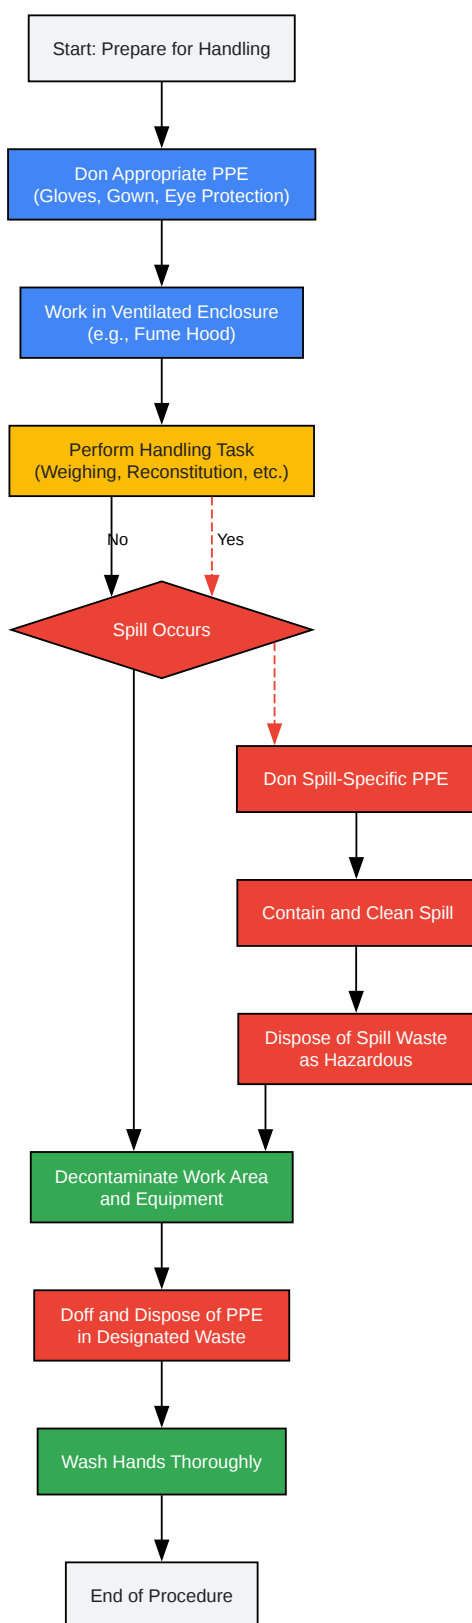 Start: Prepare for Handling
Don Appropriate PPE
(Gloves, Gown, Eye Protection)
Work in Ventilated Enclosure
(e.g., Fume Hood)
Perform Handling Task
(Weighing, Reconstitution, etc.)
No
Yes
Spill Occurs
Don Spill-Specific PPE
Contain and Clean Spill
Dispose of Spill Waste
as Hazardous
Decontaminate Work Area
and Equipment
Doff and Dispose of PPE
in Designated Waste
Wash Hands Thoroughly
End of Procedure